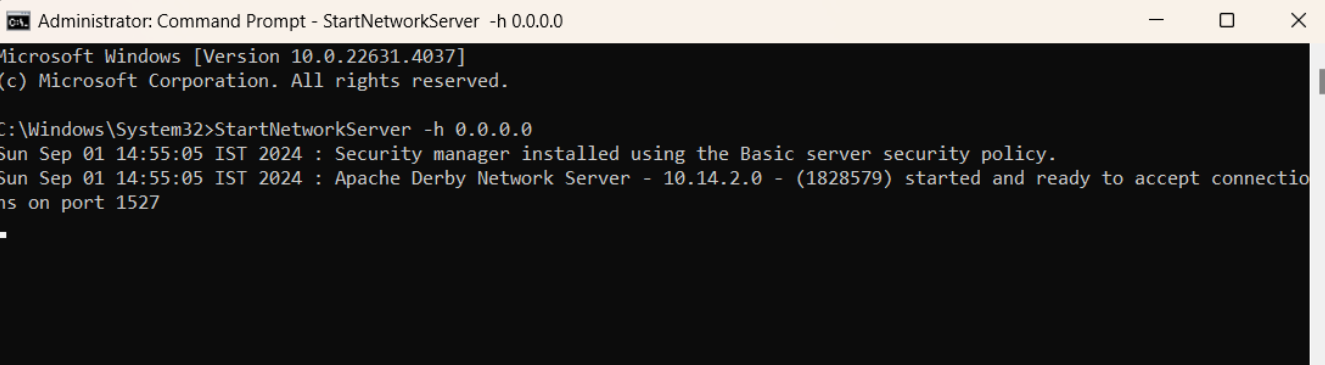 Administrator: Command Prompt - StartNetworkServer -h 0.0.0.0
Microsoft Windows [Version 10.0.22631.4037]
(c) Microsoft Corporation. All rights reserved.
C:\Windows\System32>StartNetworkServer -h 0.0.0.0
Sun Sep 01 14:55:05 IST 2024 : Security manager installed using the Basic server security policy.
Sun Sep 01 14:55:05 IST 2024 : Apache Derby Network Server - 10.14.2.0 - (1828579) started and ready to accept connectio
ns on port 1527